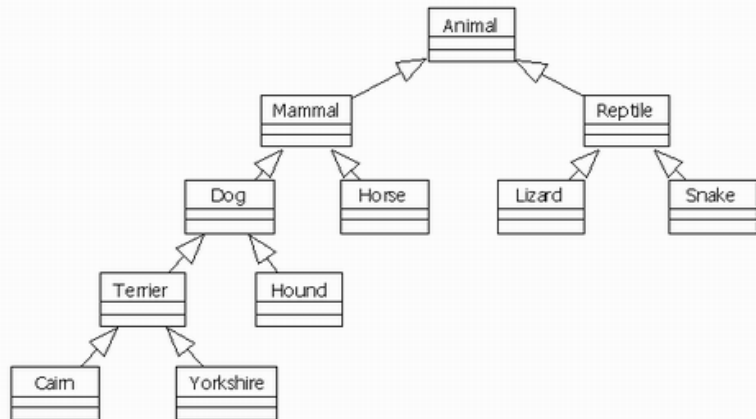 Animal
Mammal
Reptile
Dog
Horse
Lizard
Snake
Terrier
Hound
Cairn
Yorkshire